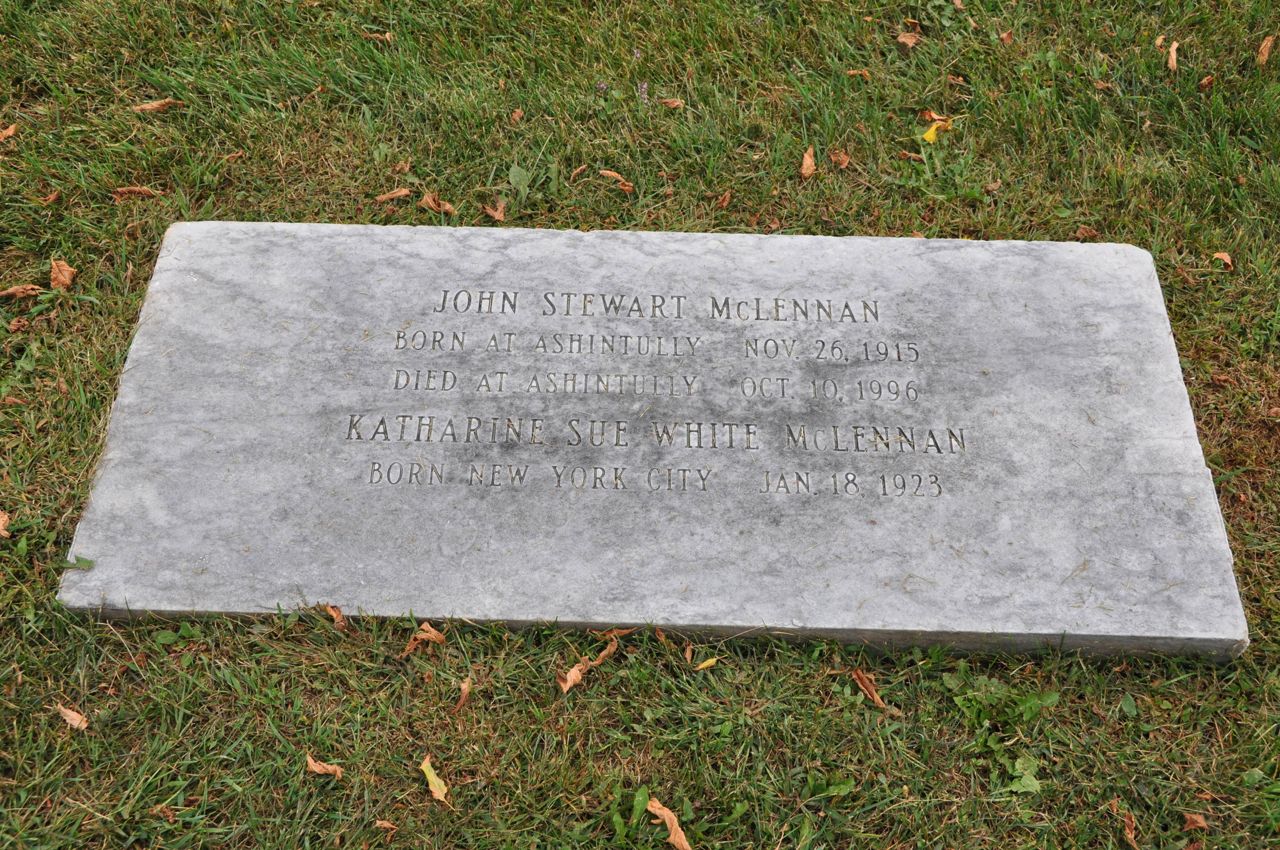 JOHN STEWART McLENNAN
BORN AT ASHINTULLY NOV. 26, 1915
DIED AT ASHINTULLY OCT. 10, 1996
KATHARINE SUE WHITE McLENNAN
BORN NEW YORK CITY JAN. 18, 1923